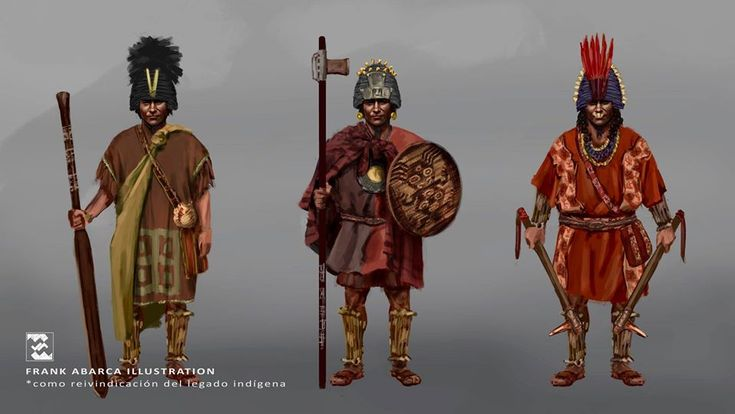 FRANK ABARCA ILLUSTRATION
*como reivindicación del legado indígena